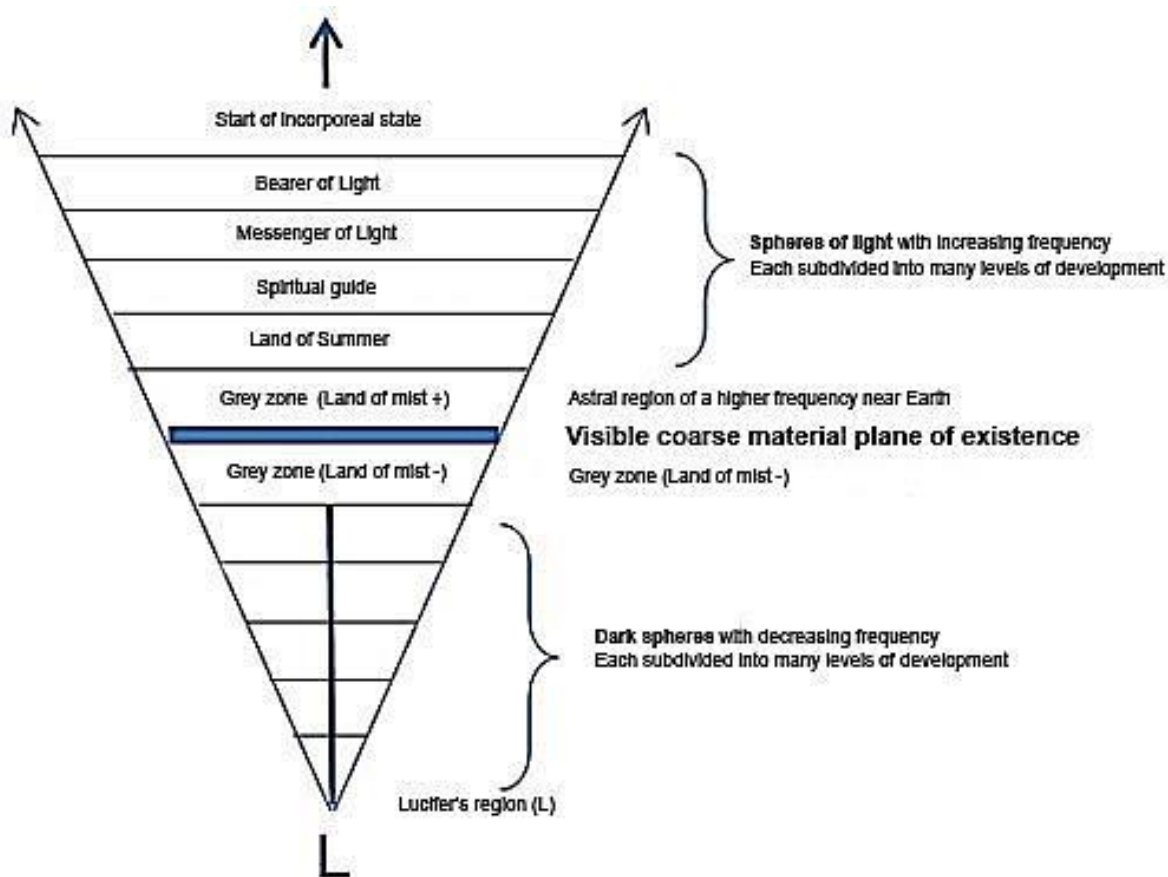 Start of incorporeal state
Bearer of Light
Messenger of Light
Spheres of light with increasing frequency
Each subdivided into many levels of development
Spiritual guide
Land of Summer
Grey zone (Land of mist +)
Astral region of a higher frequency near Earth
Visible coarse material plane of existence
Grey zone (Land of mist -)
Grey zone (Land of mist -)
Dark spheres with decreasing frequency
Each subdivided into many levels of development
Lucifer's region (L)
L